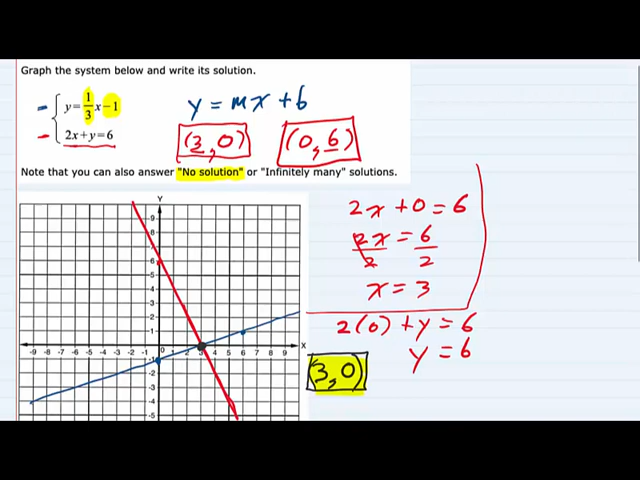 Graph the system below and write its solution.
y = 1/3 x - 1
2x + y = 6
y = mx + b
(3, 0) (0, 6)
Note that you can also answer "No solution" or "Infinitely many" solutions.
2x + 0 = 6
2x/2 = 6/2
x = 3
2(0) + y = 6
y = 6
(3, 0)
Y
9
8
7
6
5
4
3
2
1
-9 -8 -7 -6 -5 -4 -3 -2 -1 0 1 2 3 4 5 6 7 8 9 X
-1
-2
-3
-4
-5